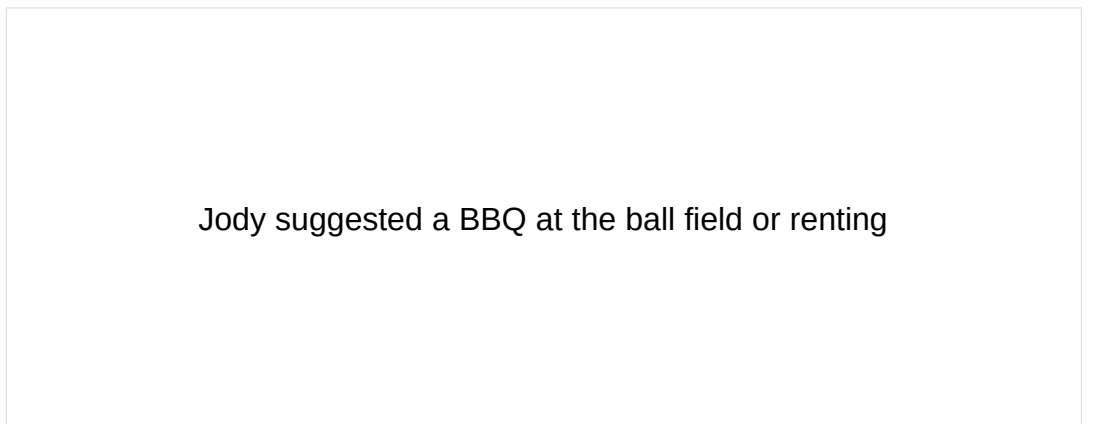 Jody suggested a BBQ at the ball field or renting